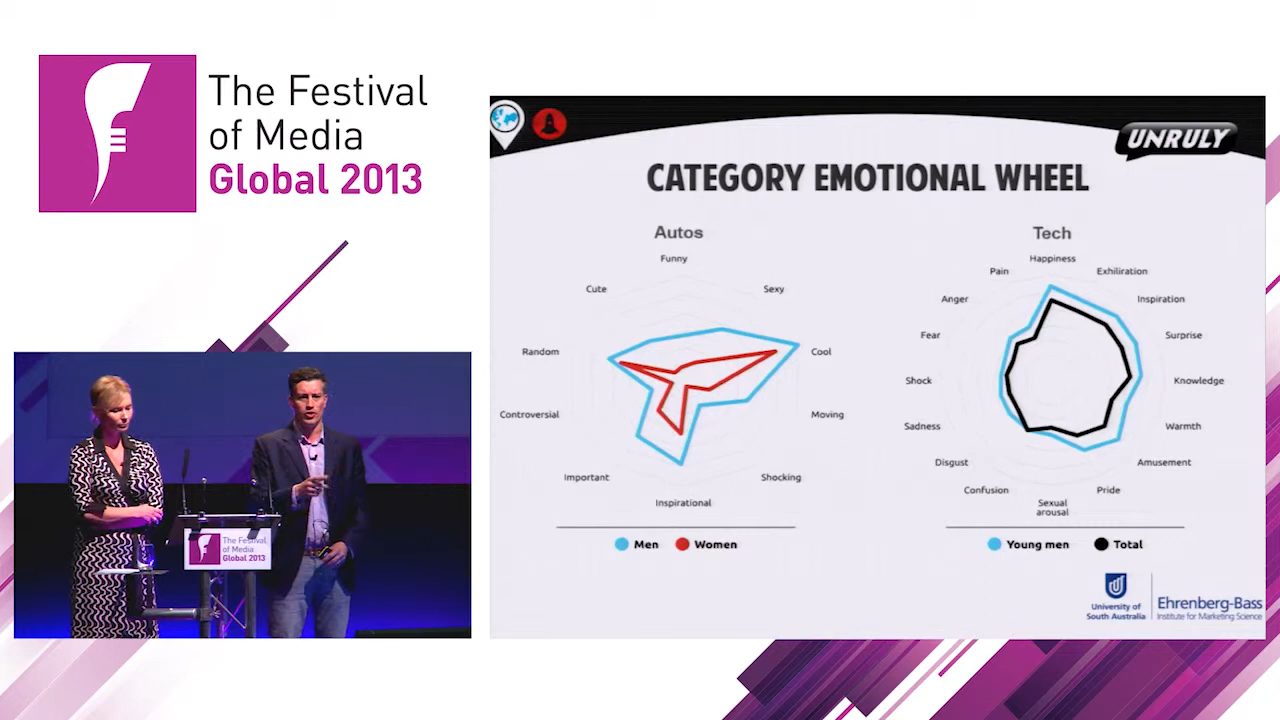 The Festival
of Media
Global 2013
UNRULY
CATEGORY EMOTIONAL WHEEL
Autos
Funny
Sexy
Cool
Moving
Shocking
Inspirational
Important
Controversial
Random
Cute
Men
Women
Tech
Happiness
Exhiliration
Inspiration
Surprise
Knowledge
Warmth
Amusement
Pride
Sexual
arousal
Confusion
Disgust
Sadness
Shock
Fear
Anger
Pain
Young men
Total
University of
South Australia
Ehrenberg-Bass
Institute for Marketing Science
The Festival
of Media
Global 2013